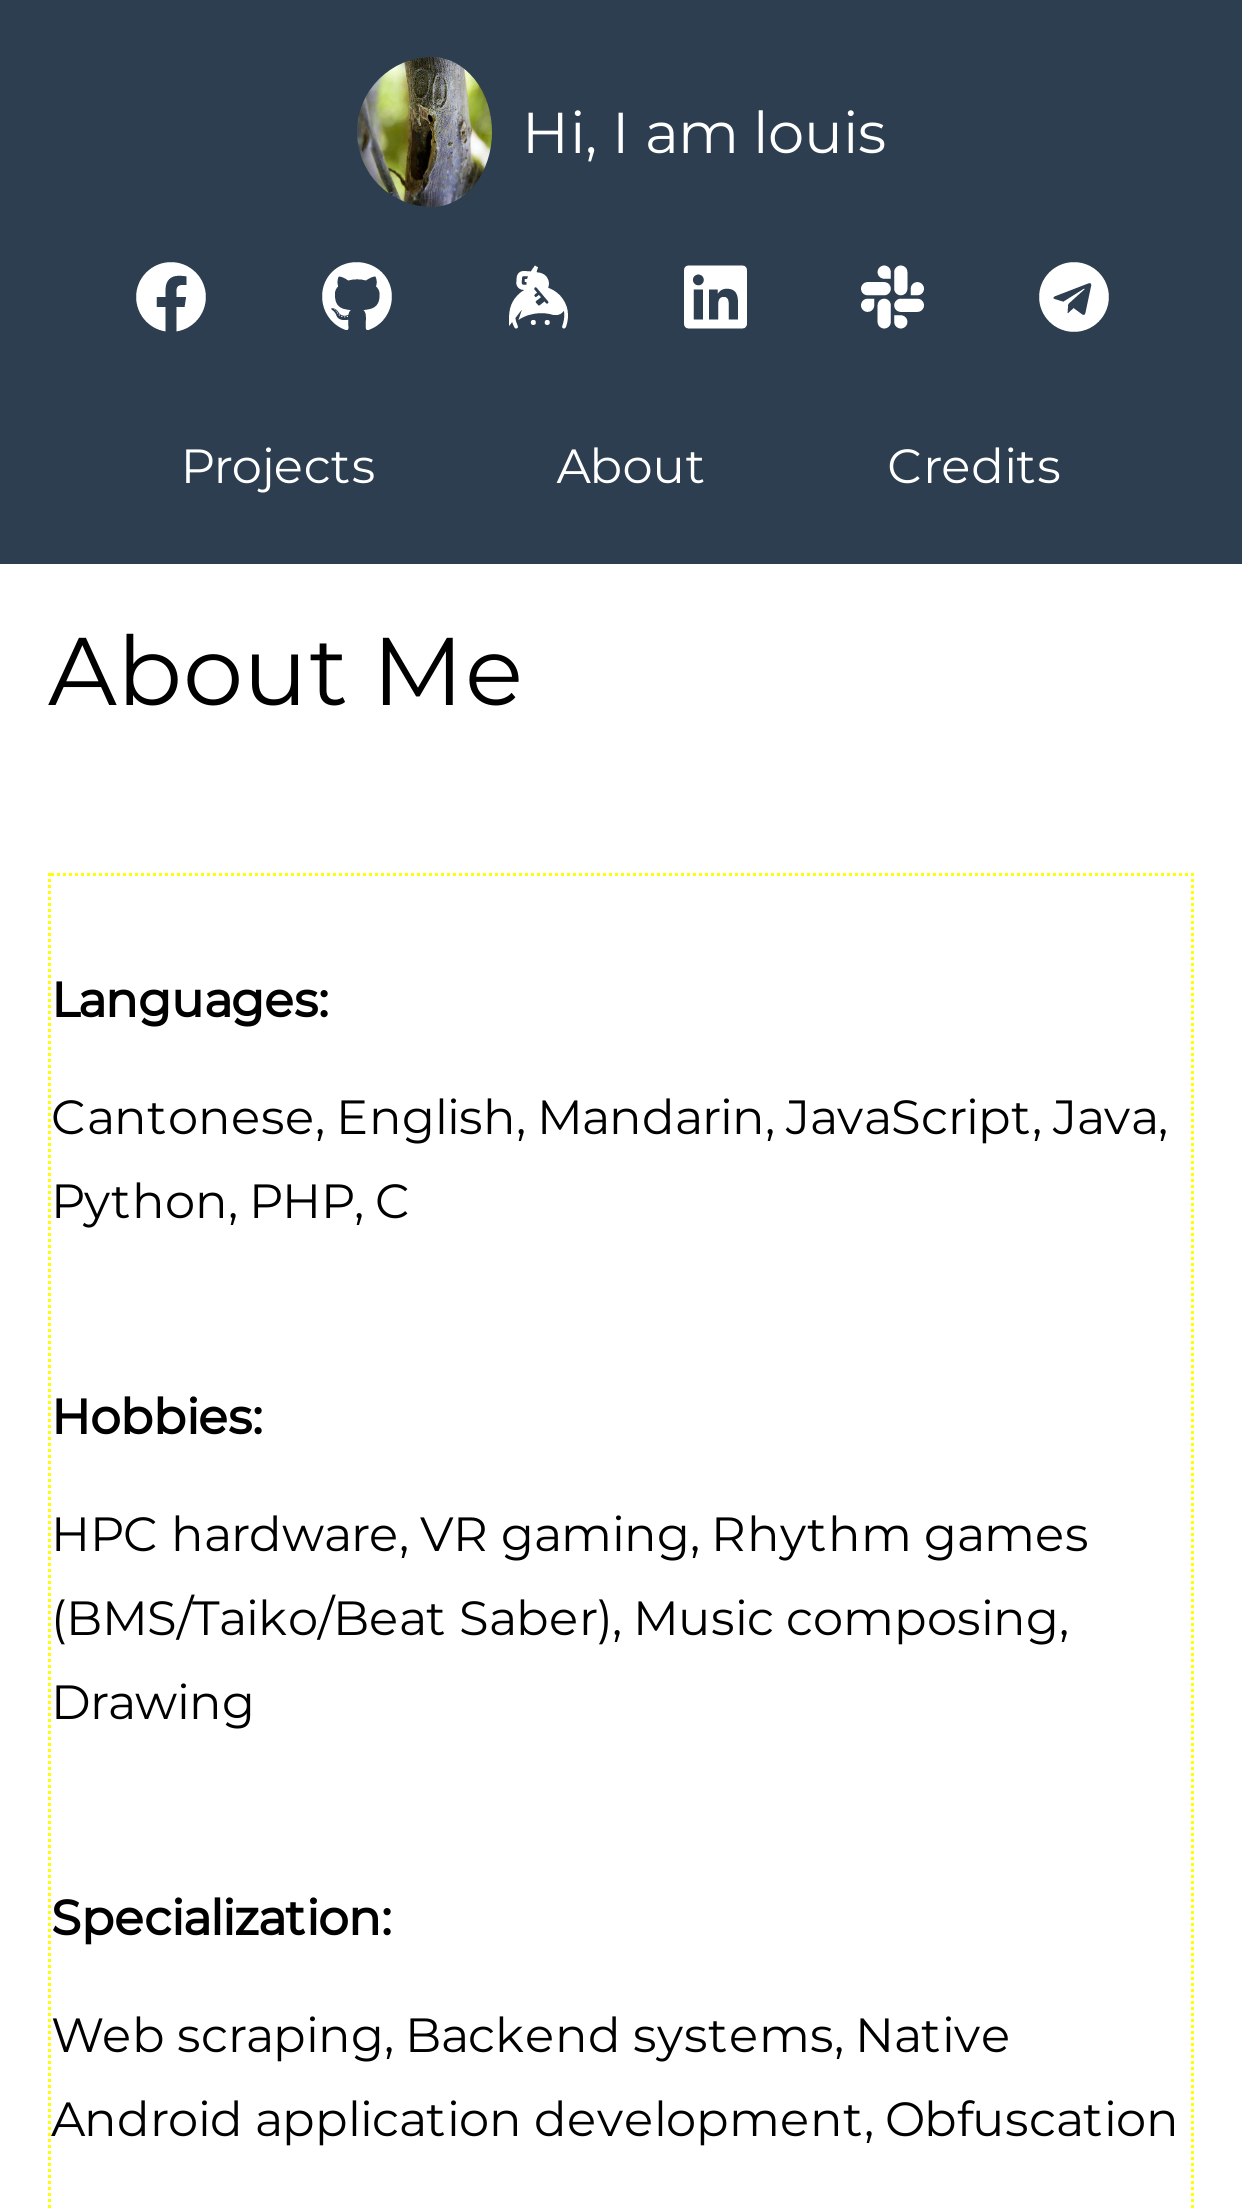 Hi, I am louis
Projects
About
Credits
About Me
Languages:
Cantonese, English, Mandarin, JavaScript, Java,
Python, PHP, C
Hobbies:
HPC hardware, VR gaming, Rhythm games
(BMS/Taiko/Beat Saber), Music composing,
Drawing
Specialization:
Web scraping, Backend systems, Native
Android application development, Obfuscation